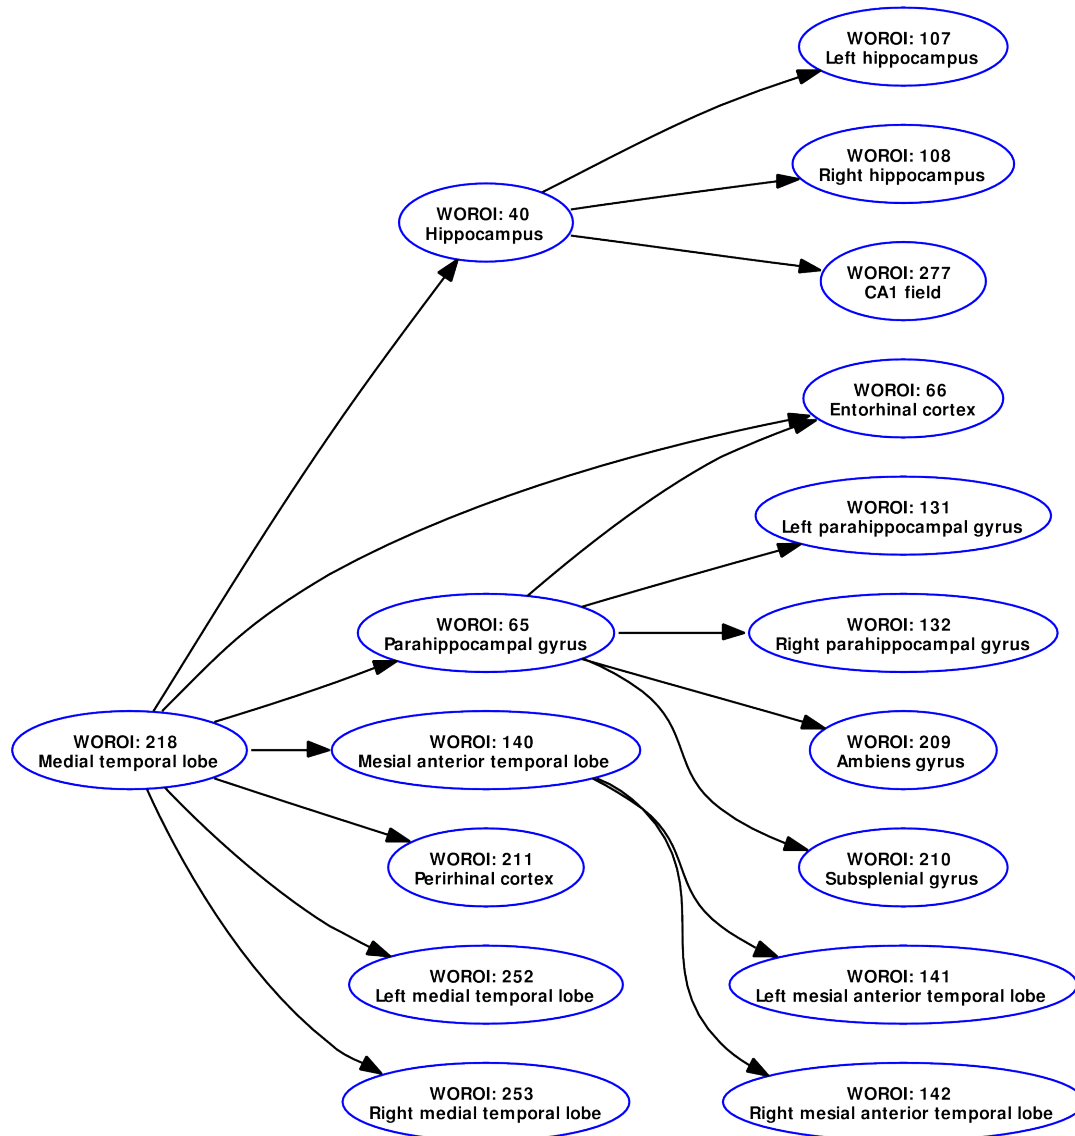 WOROI: 107
Left hippocampus
WOROI: 108
Right hippocampus
WOROI: 40
Hippocampus
WOROI: 277
CA1 field
WOROI: 66
Entorhinal cortex
WOROI: 131
Left parahippocampal gyrus
WOROI: 65
Parahippocampal gyrus
WOROI: 132
Right parahippocampal gyrus
WOROI: 218
Medial temporal lobe
WOROI: 140
Mesial anterior temporal lobe
WOROI: 209
Ambiens gyrus
WOROI: 211
Perirhinal cortex
WOROI: 210
Subsplenial gyrus
WOROI: 252
Left medial temporal lobe
WOROI: 141
Left mesial anterior temporal lobe
WOROI: 253
Right medial temporal lobe
WOROI: 142
Right mesial anterior temporal lobe